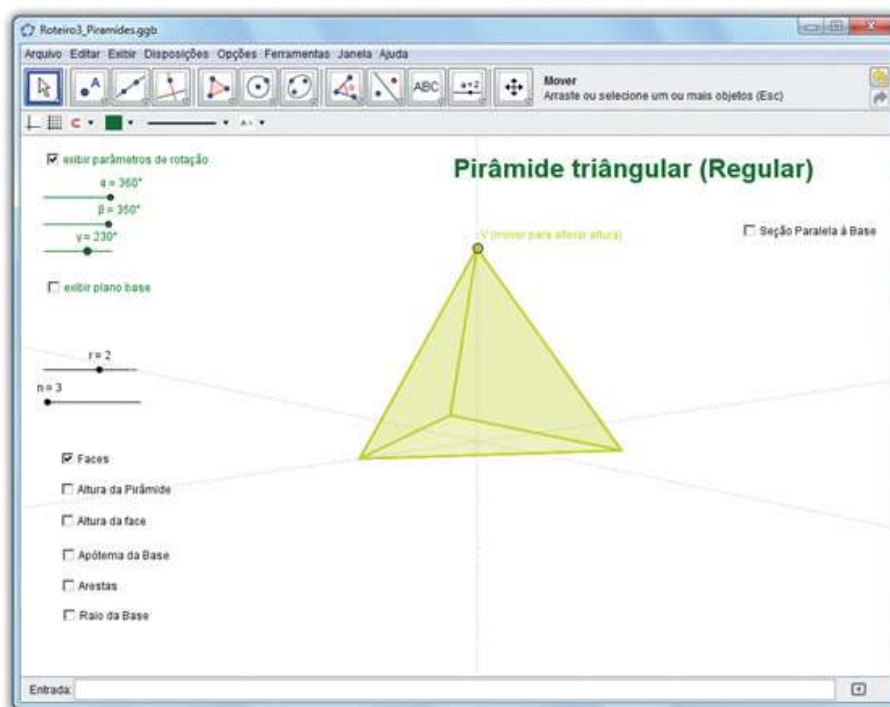 Roteiro3_Piramides.ggb
Arquivo Editar Exibir Disposições Opções Ferramentas Janela Ajuda
A ABC a=2
Mover
Arraste ou selecione um ou mais objetos (Esc)
exibir parâmetros de rotação
α = 360°
β = 350°
γ = 230°
exibir plano base
Pirâmide triângular (Regular)
V (mover para alterar altura)
Seção Paralela à Base
r = 2
n = 3
Faces
Altura da Pirâmide
Altura da face
Apótema da Base
Arestas
Raio da Base
Entrada: